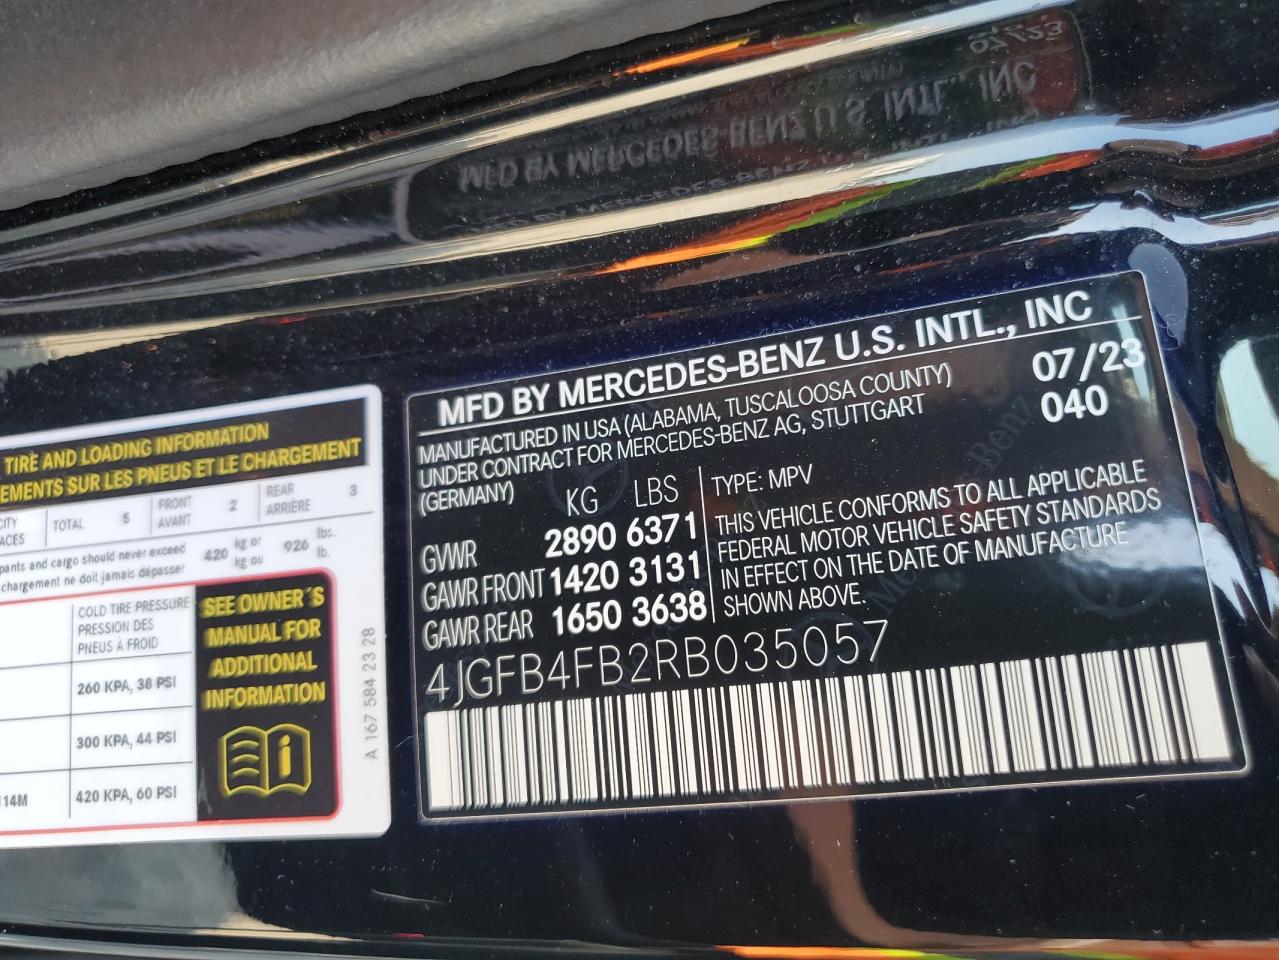 TIRE AND LOADING INFORMATION
EMENTS SUR LES PNEUS ET LE CHARGEMENT
CITY
ACES
TOTAL 5
FRONT
AVANT 2
REAR
ARRIÈRE 3
pants and cargo should never exceed
chargement ne doit jamais dépasser
420 kg or
kg ou
926 lbs.
lb.
COLD TIRE PRESSURE
PRESSION DES
PNEUS À FROID
260 KPA, 38 PSI
300 KPA, 44 PSI
114M 420 KPA, 60 PSI
SEE OWNER´S
MANUAL FOR
ADDITIONAL
INFORMATION
A 167 584 23 28
MFD BY MERCEDES-BENZ U.S. INTL., INC
MANUFACTURED IN USA (ALABAMA, TUSCALOOSA COUNTY) 07/23
UNDER CONTRACT FOR MERCEDES-BENZ AG, STUTTGART 040
(GERMANY)
KG LBS
GVWR 2890 6371
GAWR FRONT 1420 3131
GAWR REAR 1650 3638
TYPE: MPV
THIS VEHICLE CONFORMS TO ALL APPLICABLE
FEDERAL MOTOR VEHICLE SAFETY STANDARDS
IN EFFECT ON THE DATE OF MANUFACTURE
SHOWN ABOVE.
4JGFB4FB2RB035057